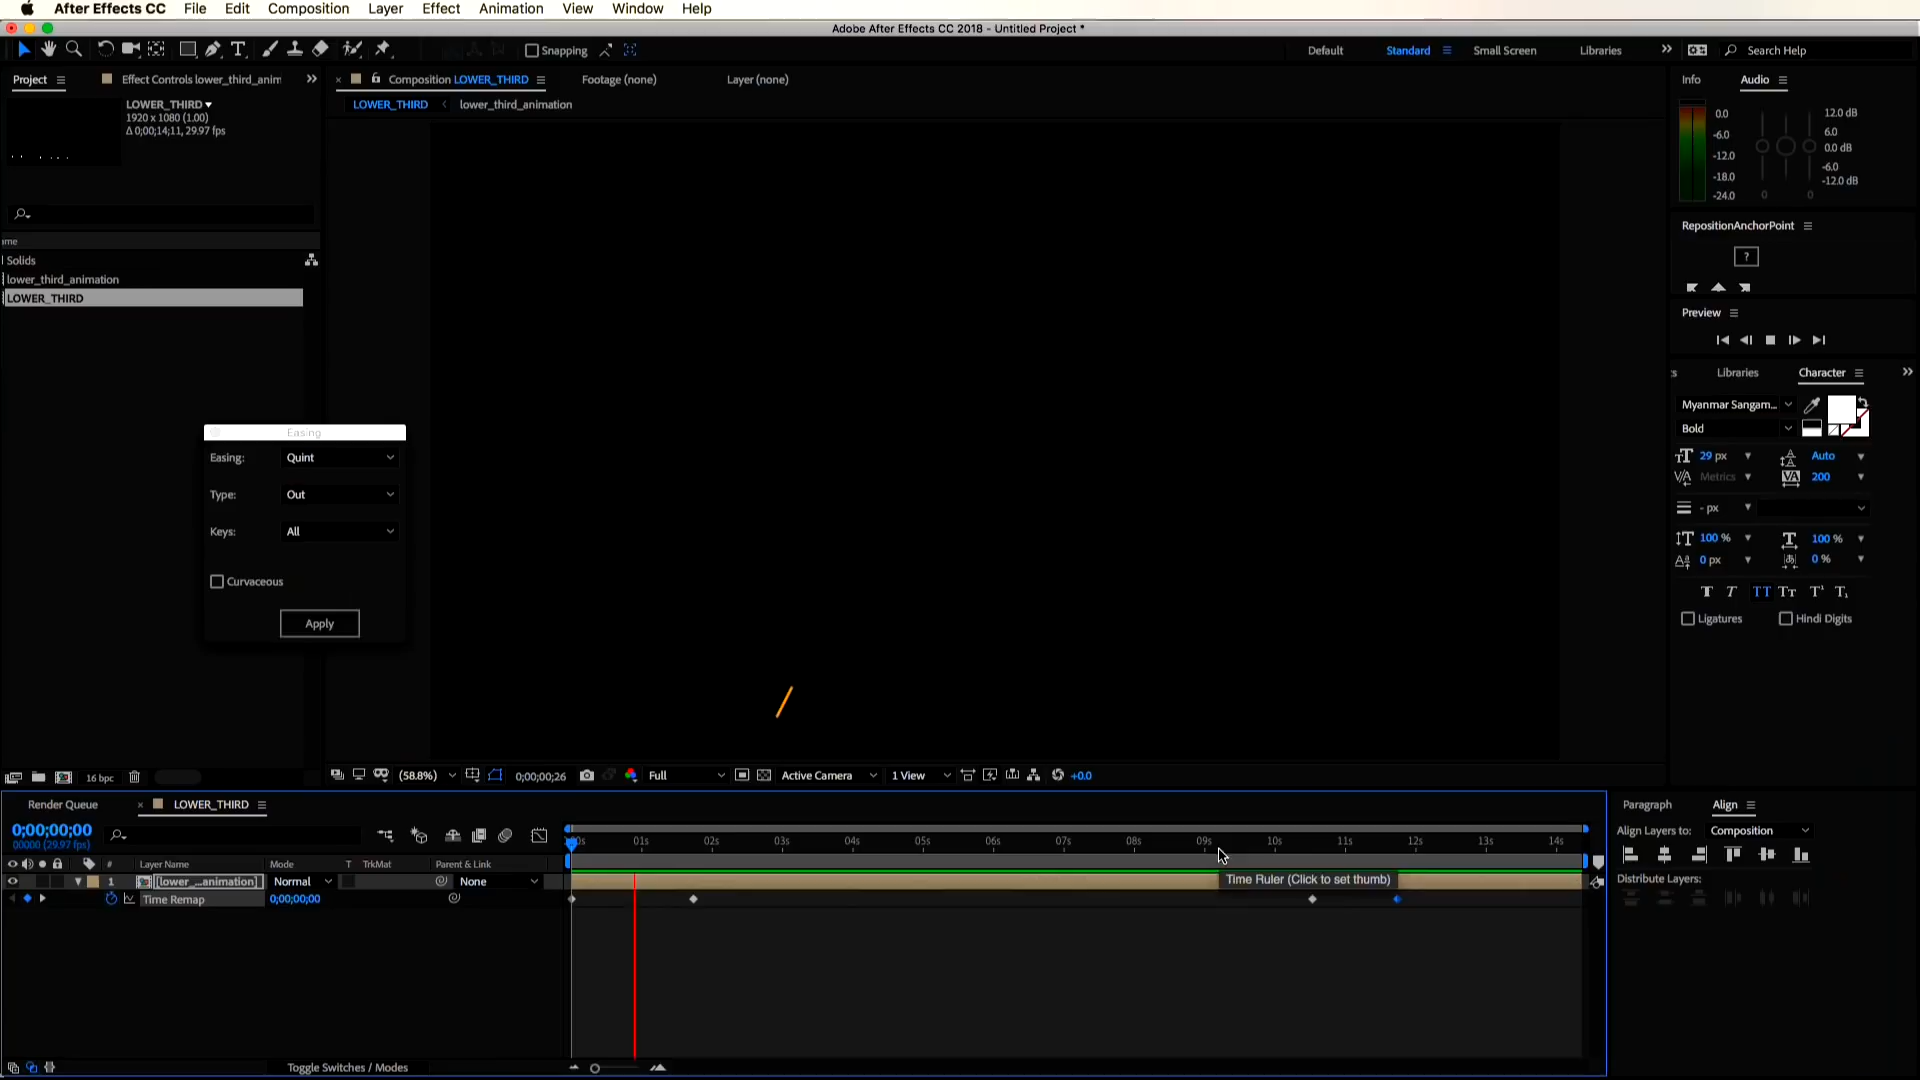 After Effects CC File Edit Composition Layer Effect Animation View Window Help
Adobe After Effects CC 2018 - Untitled Project *
Snapping
Default Standard Small Screen Libraries Search Help
Project
Effect Controls lower_third_anim
Composition LOWER_THIRD
Footage (none)
Layer (none)
LOWER_THIRD
1920 x 1080 (1.00)
Δ 0;00;14;11, 29.97 fps
LOWER_THIRD lower_third_animation
ame
Solids
lower_third_animation
LOWER_THIRD
Easing
Easing: Quint
Type: Out
Keys: All
Curvaceous
Apply
16 bpc
(58.8%) 0;00;00;26 Full Active Camera 1 View +0.0
Info Audio
0.0
-6.0
-12.0
-18.0
-24.0
12.0 dB
6.0
0.0 dB
-6.0
-12.0 dB
0 0
RepositionAnchorPoint
?
Preview
s Libraries Character
Myanmar Sangam...
Bold
29 px Auto
Metrics 200
- px
100 % 100 %
0 px 0 %
Ligatures Hindi Digits
Render Queue LOWER_THIRD
0;00;00;00
00000 (29.97 fps)
# Layer Name Mode T TrkMat Parent & Link
1 [lower_...animation] Normal None
Time Remap 0;00;00;00
00s 01s 02s 03s 04s 05s 06s 07s 08s 09s 10s 11s 12s 13s 14s
Time Ruler (Click to set thumb)
Toggle Switches / Modes
Paragraph Align
Align Layers to: Composition
Distribute Layers: